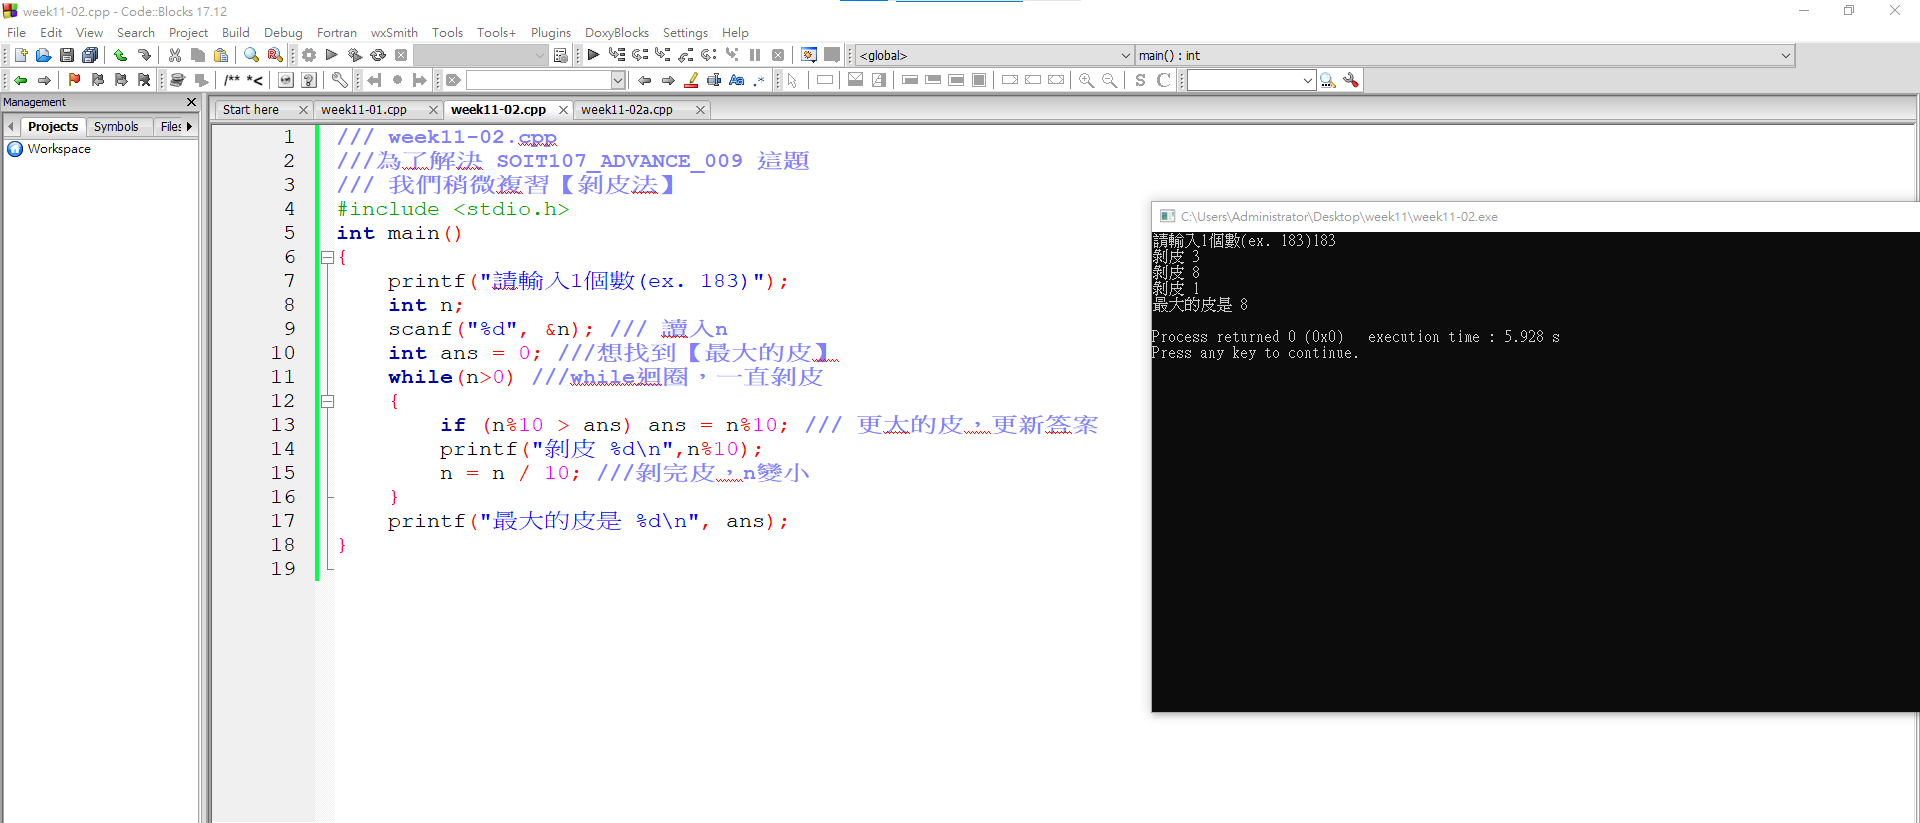 week11-02.cpp - Code::Blocks 17.12
File Edit View Search Project Build Debug Fortran wxSmith Tools Tools+ Plugins DoxyBlocks Settings Help
<global> main() : int
/** *< Aa .* S C
Management
Projects Symbols Files
Workspace
Start here week11-01.cpp week11-02.cpp week11-02a.cpp
1 /// week11-02.cpp
2 ///為了解決 SOIT107_ADVANCE_009 這題
3 /// 我們稍微複習【剝皮法】
4 #include <stdio.h>
5 int main()
6 {
7 printf("請輸入1個數(ex. 183)");
8 int n;
9 scanf("%d", &n); /// 讀入n
10 int ans = 0; ///想找到【最大的皮】
11 while(n>0) ///while迴圈，一直剝皮
12 {
13 if (n%10 > ans) ans = n%10; /// 更大的皮，更新答案
14 printf("剝皮 %d\n",n%10);
15 n = n / 10; ///剝完皮，n變小
16 }
17 printf("最大的皮是 %d\n", ans);
18 }
19
C:\Users\Administrator\Desktop\week11\week11-02.exe
請輸入1個數(ex. 183)183
剝皮 3
剝皮 8
剝皮 1
最大的皮是 8
Process returned 0 (0x0) execution time : 5.928 s
Press any key to continue.